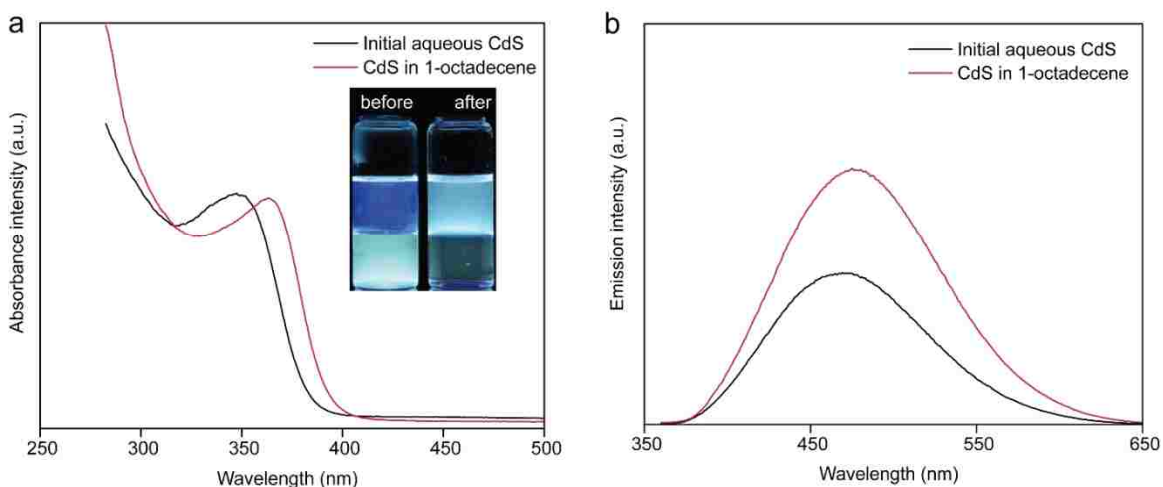 a
Initial aqueous CdS
CdS in 1-octadecene
before after
Absorbance intensity (a.u.)
250 300 350 400 450 500
Wavelength (nm)
b
Initial aqueous CdS
CdS in 1-octadecene
Emission intensity (a.u.)
350 450 550 650
Wavelength (nm)